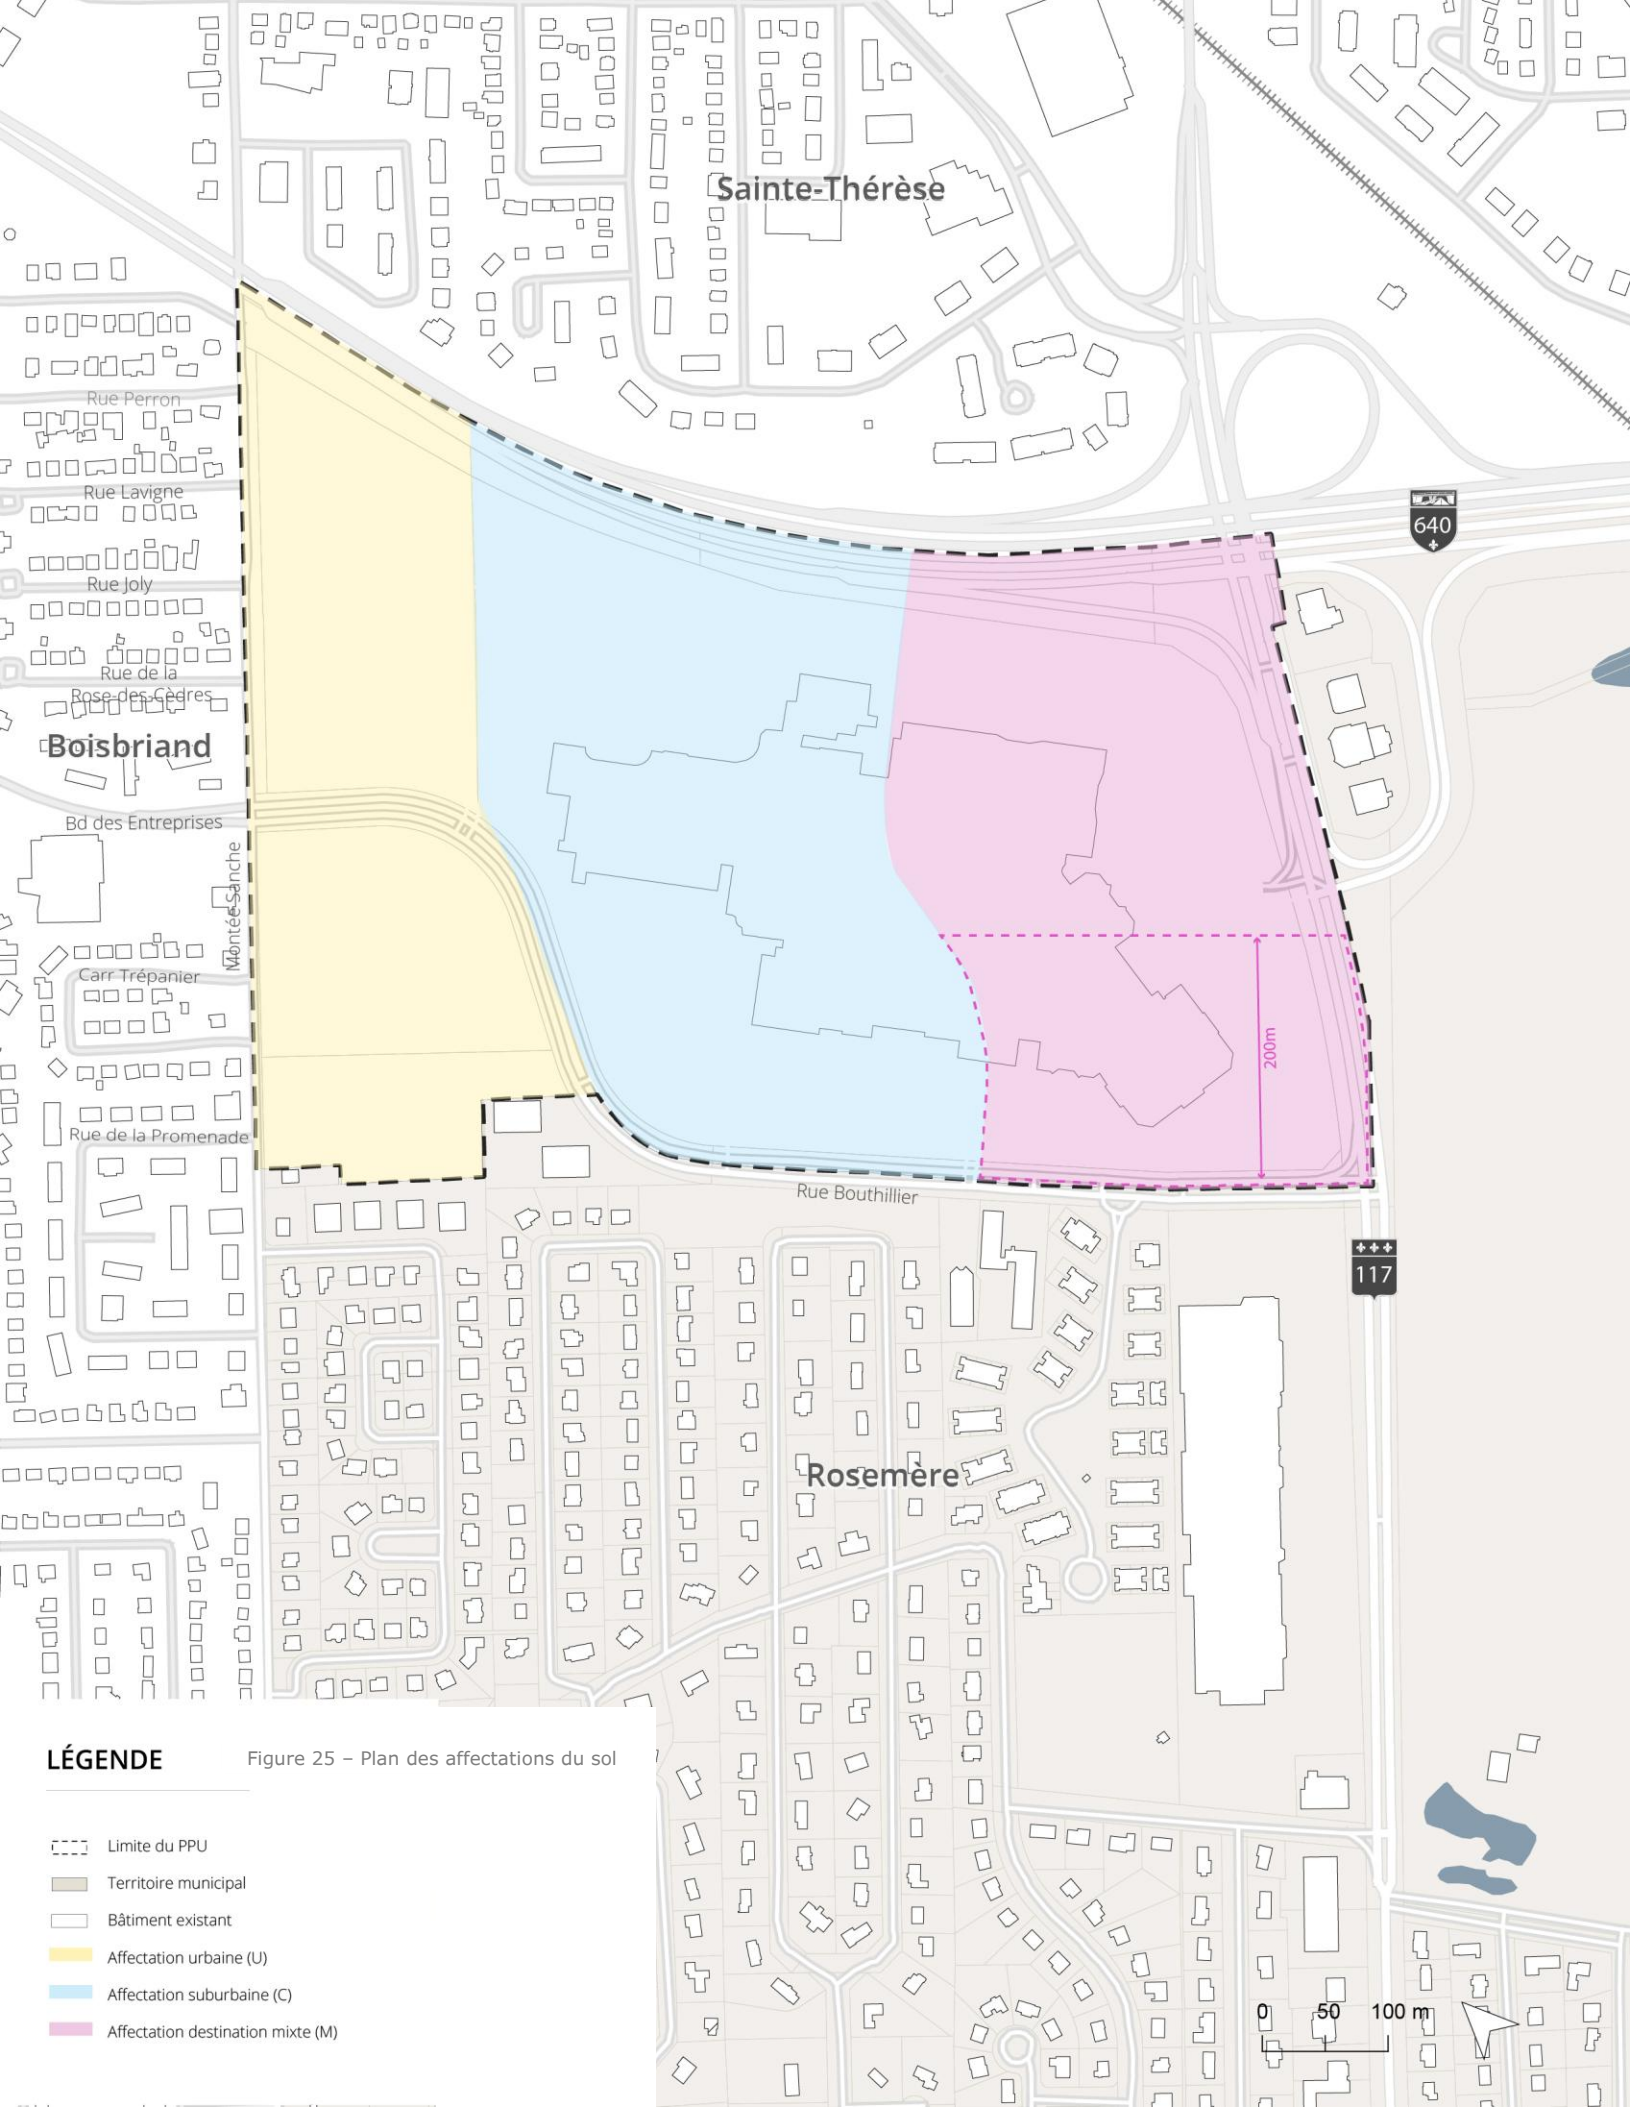 Sainte-Thérèse
Rue Perron
Rue Lavigne
640
Rue Joly
Rue de la
Rose-des-Cèdres
Boisbriand
Bd des Entreprises
Montée Sanche
Carr Trépanier
200m
Rue de la Promenade
Rue Bouthillier
117
Rosemère
LÉGENDE
Figure 25 – Plan des affectations du sol
Limite du PPU
Territoire municipal
Bâtiment existant
Affectation urbaine (U)
Affectation suburbaine (C)
Affectation destination mixte (M)
0 50 100 m